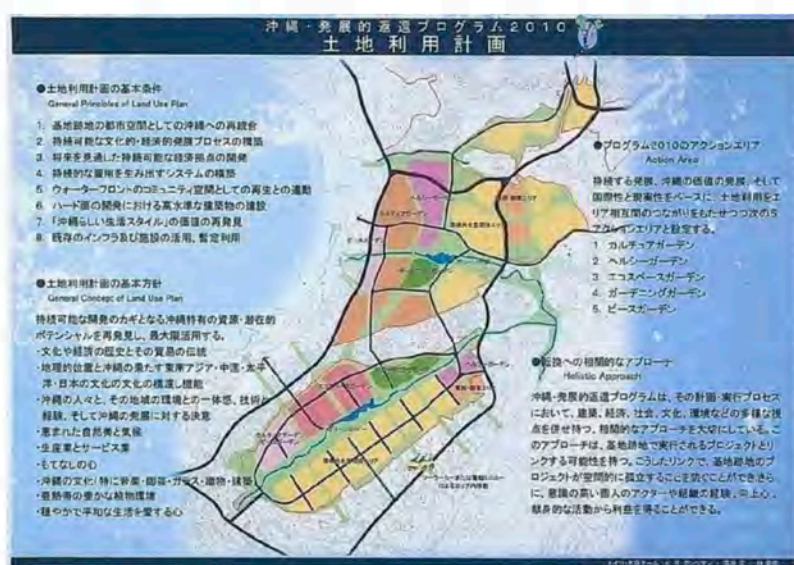 沖縄・発展的返還プログラム2010
土地利用計画
●土地利用計画の基本条件
General Principles of Land Use Plan
1. 基地跡地の都市空間としての沖縄への再統合
2. 持続可能な文化的・経済的発展プロセスの構築
3. 将来を見通した持続可能な経済拠点の開発
4. 持続的な雇用を生み出すシステムの構築
5. ウォーターフロントのコミュニティ空間としての再生との連動
6. ハード面の開発における高水準な建築物の建設
7. 「沖縄らしい生活スタイル」の価値の再発見
8. 既存のインフラ及び施設の活用、暫定利用
●土地利用計画の基本方針
General Concept of Land Use Plan
持続可能な開発のカギとなる沖縄特有の資源・潜在的
ポテンシャルを再発見し、最大限活用する。
・文化や経済の歴史とその貿易の伝統
・地理的位置と沖縄の果たす東南アジア・中国・太平
洋・日本の文化の文化の橋渡し機能
・沖縄の人々と、その地域の環境との一体感、技術と
経験、そして沖縄の発展に対する決意
・恵まれた自然美と気候
・生産業とサービス業
・もてなしの心
・沖縄の文化(特に音楽・陶芸・ガラス・織物・建築)
・亜熱帯の豊かな植物環境
・穏やかで平和な生活を愛する心
ヘルシーガーデン
カルチュアガーデン
ピースガーデン
●プログラム2010のアクションエリア
Action Area
持続する発展、沖縄の価値の発展、そして
国際性と現実性をベースに、土地利用をエ
リア相互間のつながりをもたせつつ次の5
アクションエリアと設定する。
1. カルチュアガーデン
2. ヘルシーガーデン
3. エコスペースガーデン
4. ガーデニングガーデン
5. ピースガーデン
●転換への相関的なアプローチ
Holistic Approach
沖縄・発展的返還プログラムは、その計画・実行プロセス
において、建築、経済、社会、文化、環境などの多様な視
点を併せ持つ、相関的なアプローチを大切にしている。こ
のアプローチは、基地跡地で実行されるプロジェクトとリ
ンクする可能性を持つ。こうしたリンクで、基地跡地のプ
ロジェクトが空間的に孤立することを防ぐことができさら
に、意識の高い個人のアクターや組織の経験、向上心、
献身的な活動から利益を得ることができる。